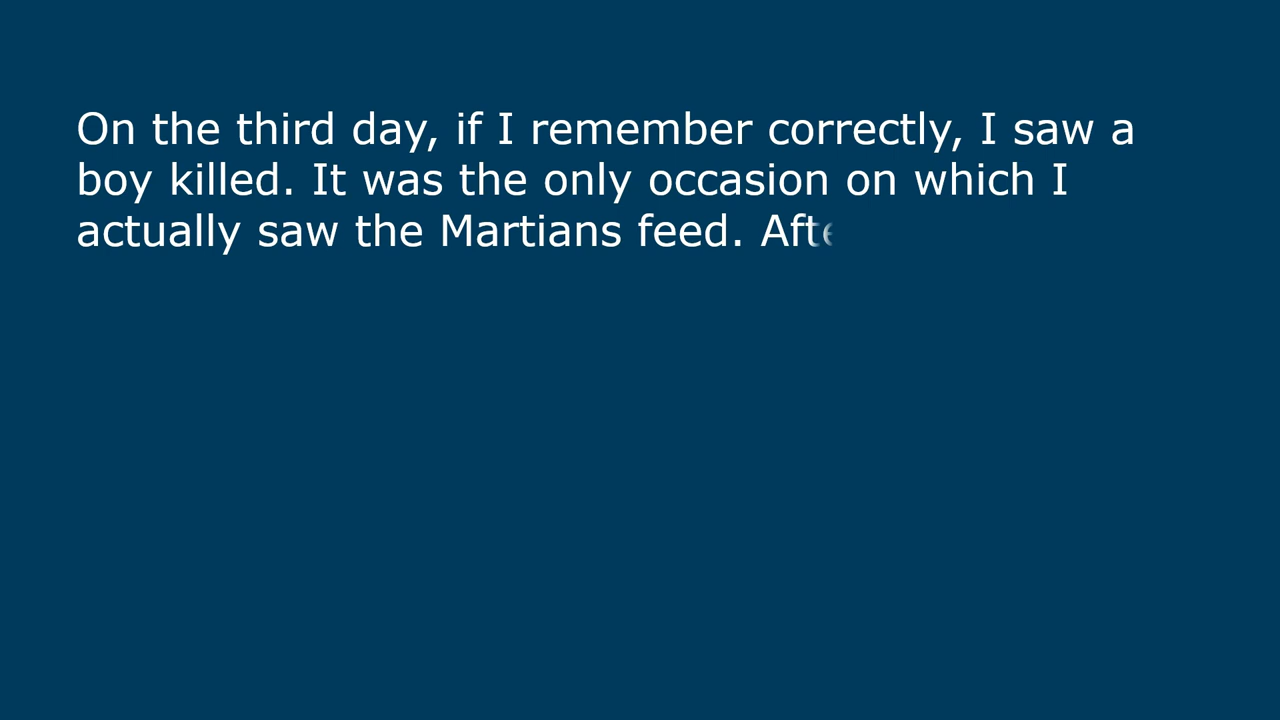 On the third day, if I remember correctly, I saw a
boy killed. It was the only occasion on which I
actually saw the Martians feed.